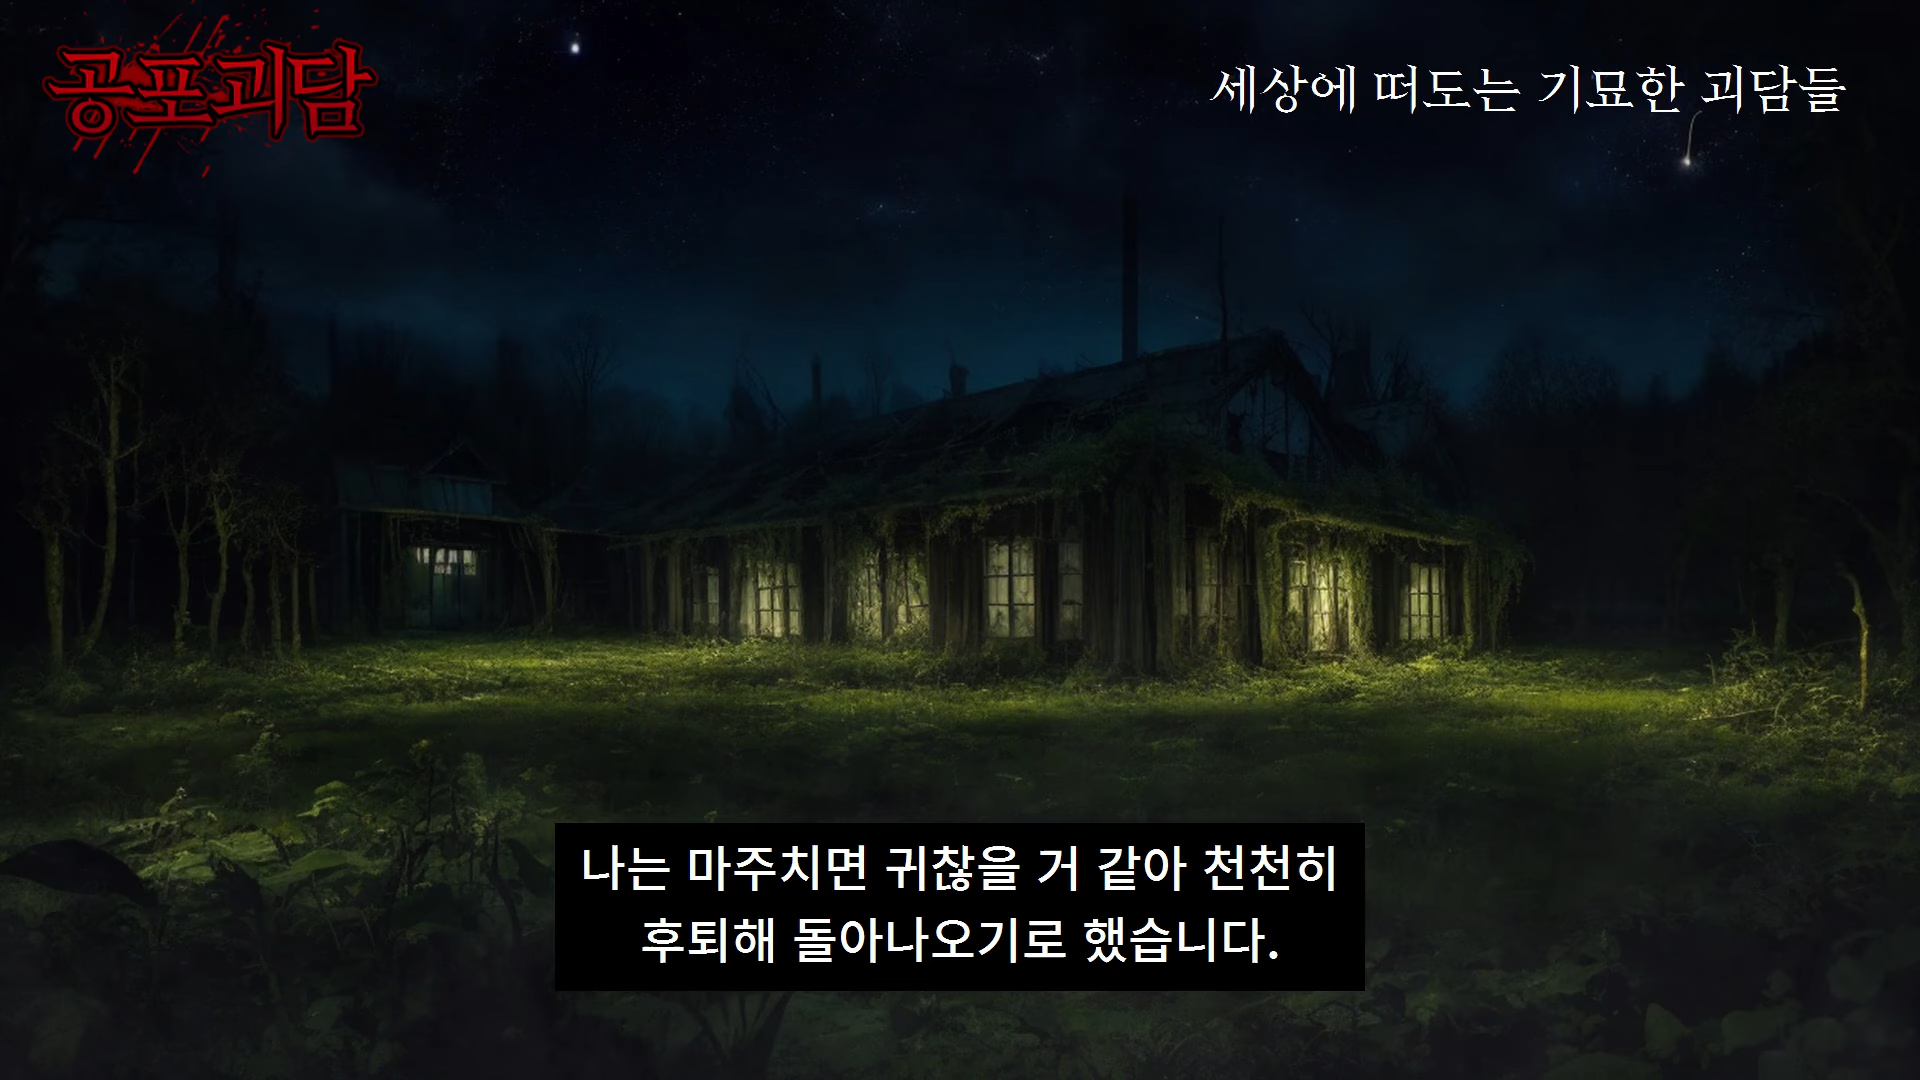 공포괴담
세상에 떠도는 기묘한 괴담들
나는 마주치면 귀찮을 거 같아 천천히
후퇴해 돌아나오기로 했습니다.